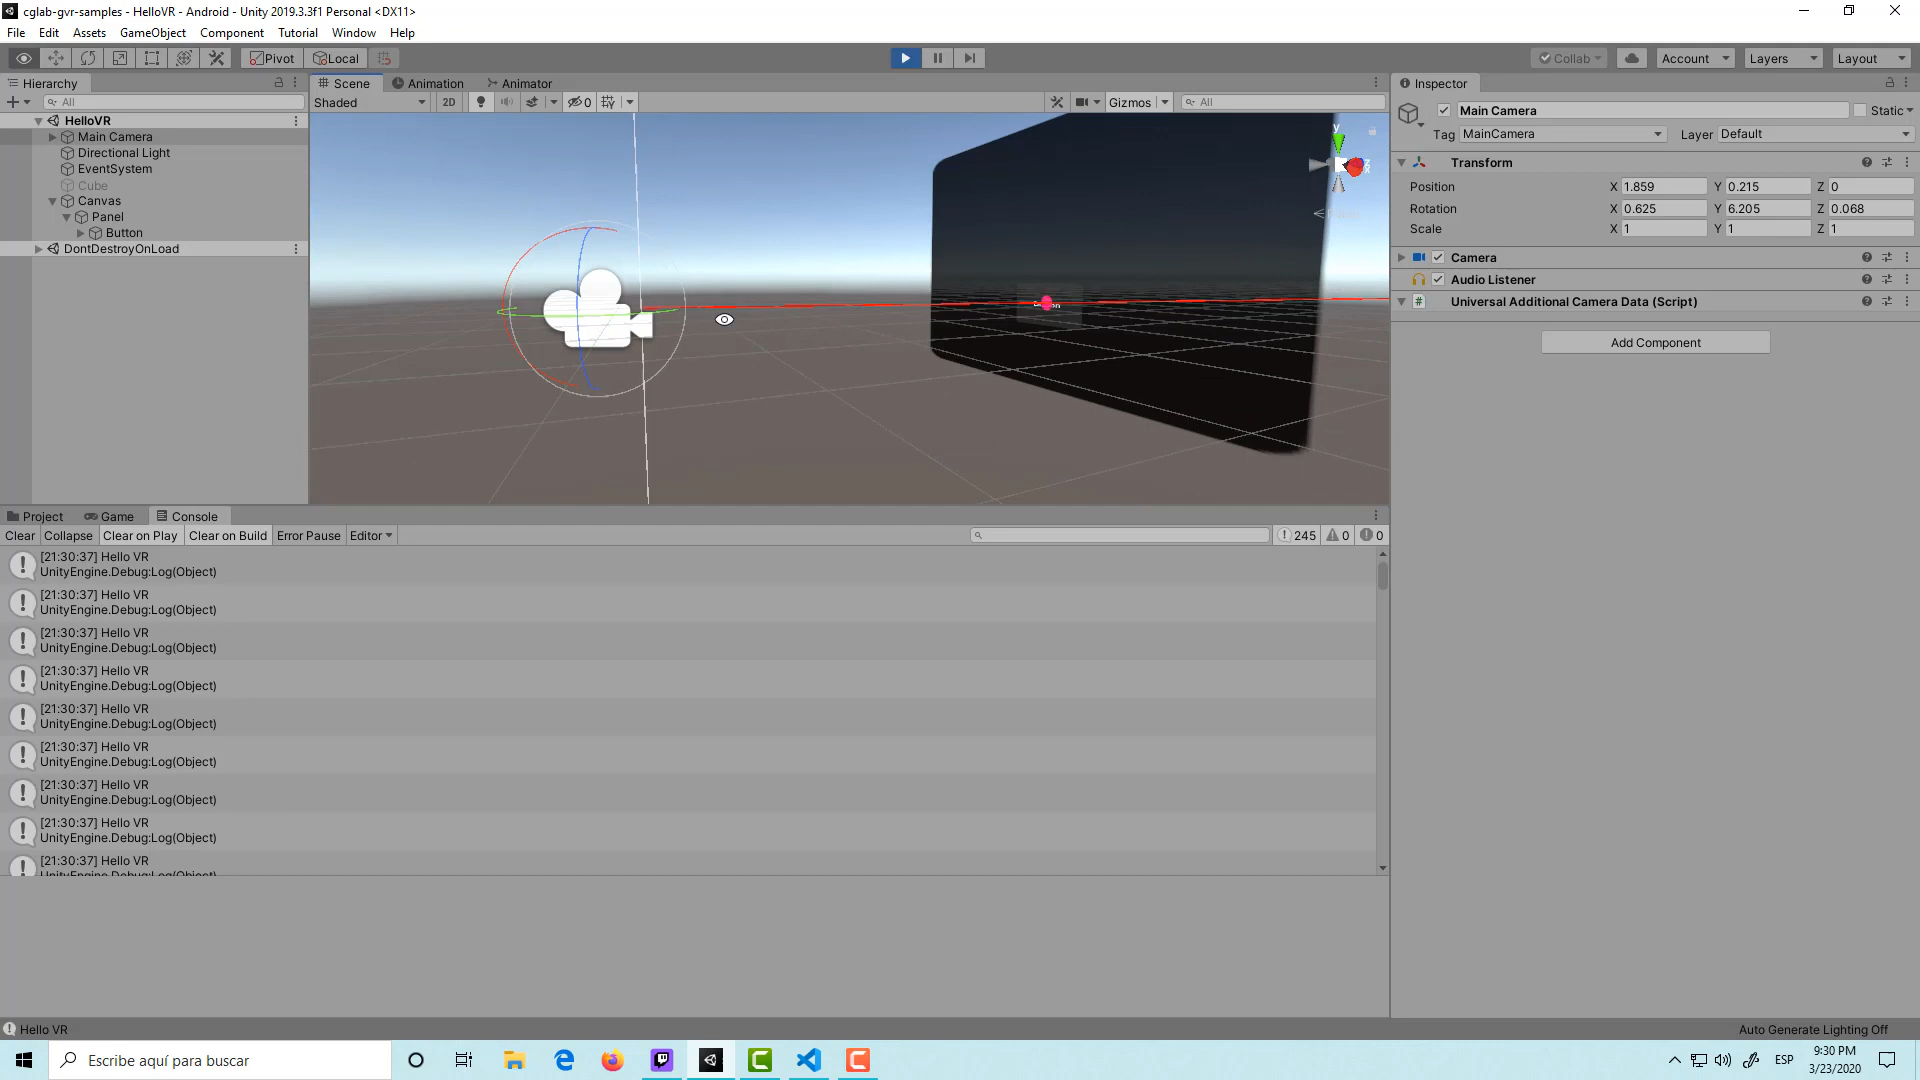 cglab-gvr-samples - HelloVR - Android - Unity 2019.3.3f1 Personal <DX11>
File Edit Assets GameObject Component Tutorial Window Help
Pivot Local Collab Account Layers Layout
Hierarchy
All
HelloVR
Main Camera
Directional Light
EventSystem
Cube
Canvas
Panel
Button
DontDestroyOnLoad
Scene Animation Animator
Shaded 2D 0 Gizmos All
y
Inspector
Main Camera Static
Tag MainCamera Layer Default
Transform
Position X 1.859 Y 0.215 Z 0
Rotation X 0.625 Y 6.205 Z 0.068
Scale X 1 Y 1 Z 1
Camera
Audio Listener
Universal Additional Camera Data (Script)
Add Component
Project Game Console
Clear Collapse Clear on Play Clear on Build Error Pause Editor 245 0 0
[21:30:37] Hello VR
UnityEngine.Debug:Log(Object)
[21:30:37] Hello VR
UnityEngine.Debug:Log(Object)
[21:30:37] Hello VR
UnityEngine.Debug:Log(Object)
[21:30:37] Hello VR
UnityEngine.Debug:Log(Object)
[21:30:37] Hello VR
UnityEngine.Debug:Log(Object)
[21:30:37] Hello VR
UnityEngine.Debug:Log(Object)
[21:30:37] Hello VR
UnityEngine.Debug:Log(Object)
[21:30:37] Hello VR
UnityEngine.Debug:Log(Object)
[21:30:37] Hello VR
UnityEngine.Debug:Log(Object)
Hello VR
Auto Generate Lighting Off
Escribe aquí para buscar
ESP
9:30 PM
3/23/2020